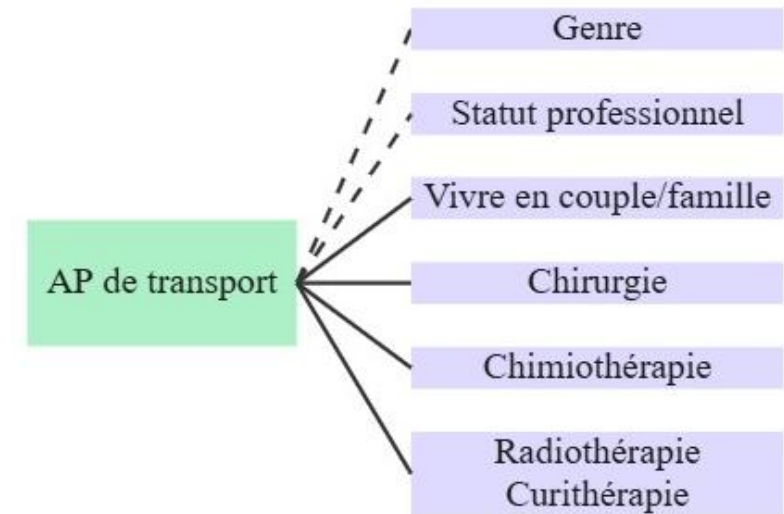 Genre
Statut professionnel
Vivre en couple/famille
AP de transport
Chirurgie
Chimiothérapie
Radiothérapie
Curithérapie